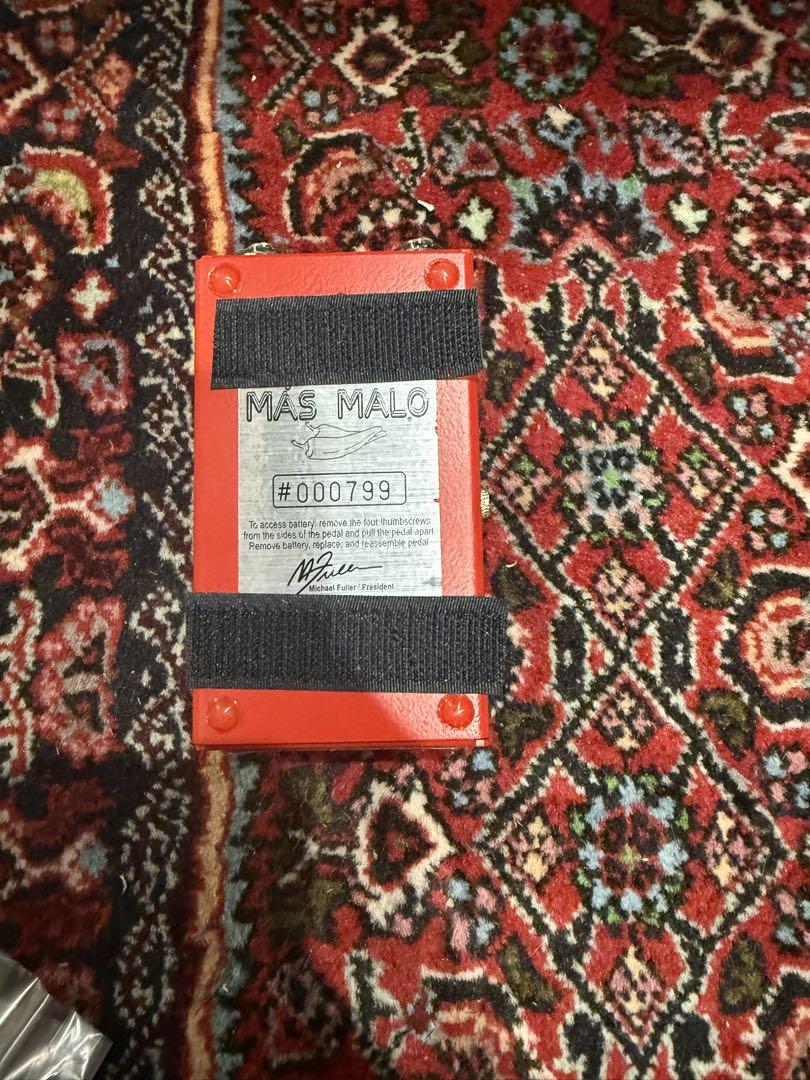 MÁS MALO
#000799
To access battery: remove the four thumbscrews
from the sides of the pedal and pull the pedal apart
Remove battery, replace, and reassemble pedal
M Fuller
Michael Fuller / President